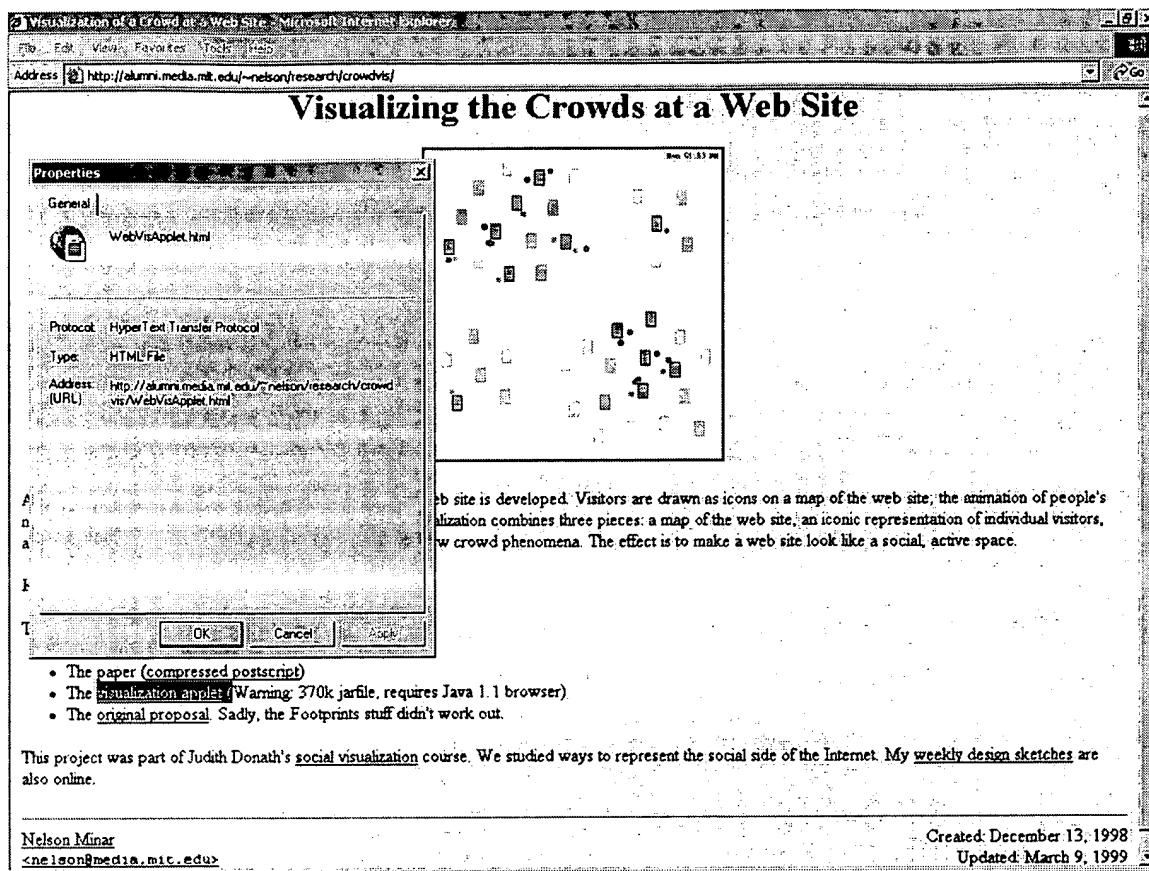 Visualization of a Crowd at a Web Site - Microsoft Internet Explorer
File Edit View Favorites Tools Help
Address http://alumni.media.mit.edu/~nelson/research/crowdvis/ Go
Visualizing the Crowds at a Web Site
Properties
General
WebVisApplet.html
Protocol: HyperText Transfer Protocol
Type: HTML File
Address: http://alumni.media.mit.edu/~nelson/research/crowd
(URL) vis/WebVisApplet.html
OK Cancel Apply
eb site is developed. Visitors are drawn as icons on a map of the web site; the animation of people's
alization combines three pieces: a map of the web site, an iconic representation of individual visitors,
w crowd phenomena. The effect is to make a web site look like a social, active space.
• The paper (compressed postscript)
• The visualization applet (Warning: 370k jarfile, requires Java 1.1 browser)
• The original proposal. Sadly, the Footprints stuff didn't work out.
This project was part of Judith Donath's social visualization course. We studied ways to represent the social side of the Internet. My weekly design sketches are
also online.
Nelson Minar Created: December 13, 1998
<nelson@media.mit.edu> Updated: March 9, 1999